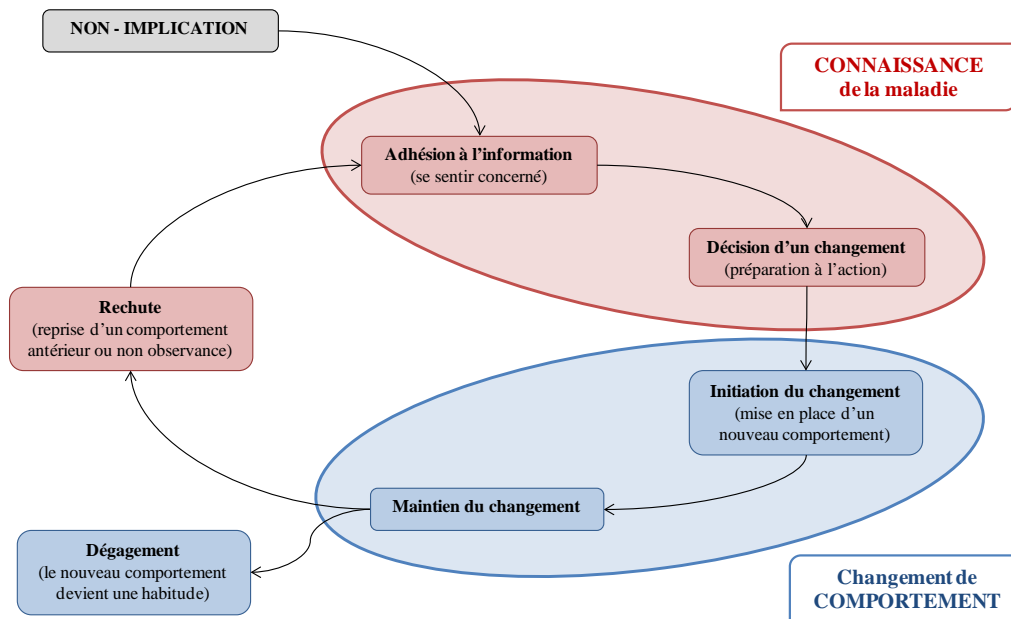 NON - IMPLICATION
CONNAISSANCE
de la maladie
Adhésion à l’information
(se sentir concerné)
Décision d’un changement
(préparation à l’action)
Rechute
(reprise d’un comportement
antérieur ou non observance)
Initiation du changement
(mise en place d’un
nouveau comportement)
Maintien du changement
Dégagement
(le nouveau comportement
devient une habitude)
Changement de
COMPORTEMENT